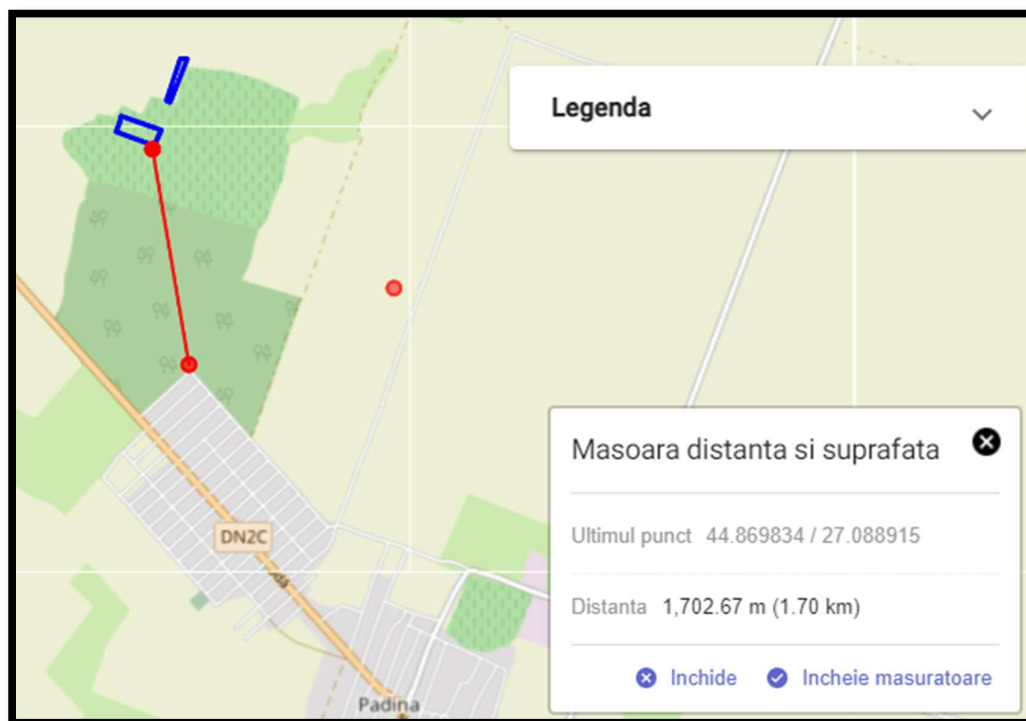 Legenda
Masoara distanta si suprafata
Ultimul punct 44.869834 / 27.088915
Distanta 1,702.67 m (1.70 km)
Inchide Incheie masuratoare
DN2C
Padina